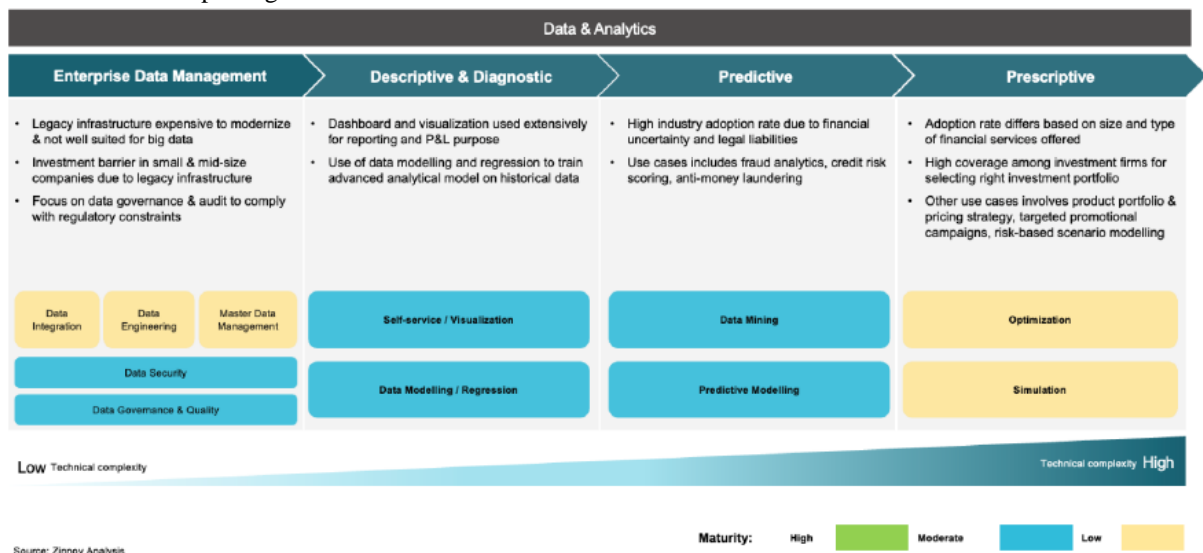 Data & Analytics
Enterprise Data Management
Descriptive & Diagnostic
Predictive
Prescriptive
• Legacy infrastructure expensive to modernize
& not well suited for big data
• Investment barrier in small & mid-size
companies due to legacy infrastructure
• Focus on data governance & audit to comply
with regulatory constraints
• Dashboard and visualization used extensively
for reporting and P&L purpose
• Use of data modelling and regression to train
advanced analytical model on historical data
• High industry adoption rate due to financial
uncertainty and legal liabilities
• Use cases includes fraud analytics, credit risk
scoring, anti-money laundering
• Adoption rate differs based on size and type
of financial services offered
• High coverage among investment firms for
selecting right investment portfolio
• Other use cases involves product portfolio &
pricing strategy, targeted promotional
campaigns, risk-based scenario modelling
Data
Integration
Data
Engineering
Master Data
Management
Data Security
Data Governance & Quality
Self-service / Visualization
Data Modelling / Regression
Data Mining
Predictive Modelling
Optimization
Simulation
Low Technical complexity
Technical complexity High
Maturity: High Moderate Low
Source: Zinnov Analysis